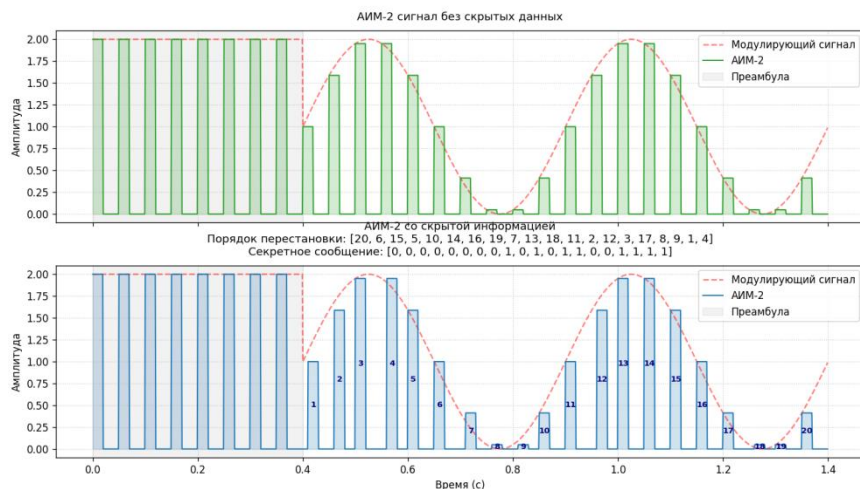 АИМ-2 сигнал без скрытых данных
Амплитуда
2.00
1.75
1.50
1.25
1.00
0.75
0.50
0.25
0.00
Модулирующий сигнал
АИМ-2
Преамбула
АИМ-2 со скрытой информацией
Порядок перестановки: [20, 6, 15, 5, 10, 14, 16, 19, 7, 13, 18, 11, 2, 12, 3, 17, 8, 9, 1, 4]
Секретное сообщение: [0, 0, 0, 0, 0, 0, 0, 0, 1, 0, 1, 0, 1, 1, 0, 0, 1, 1, 1, 1]
Амплитуда
2.00
1.75
1.50
1.25
1.00
0.75
0.50
0.25
0.00
Модулирующий сигнал
АИМ-2
Преамбула
1 2 3 4 5 6 7 8 9 10 11 12 13 14 15 16 17 18 19 20
0.0 0.2 0.4 0.6 0.8 1.0 1.2 1.4
Время (с)